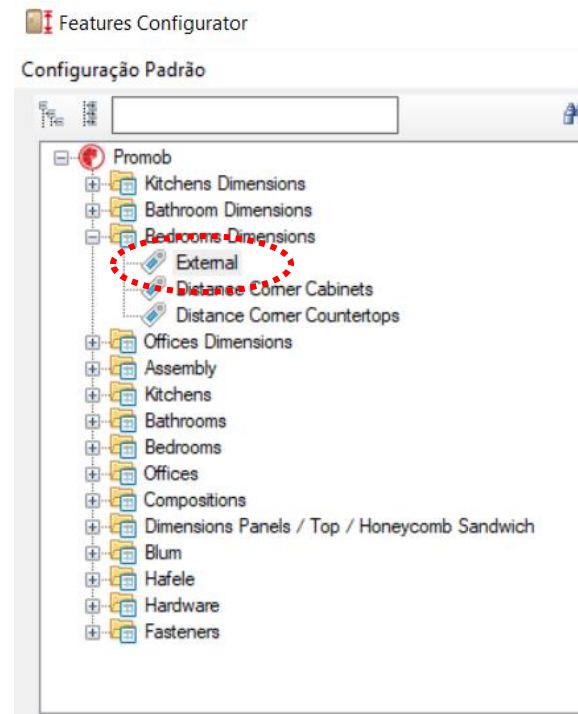 Features Configurator
Configuração Padrão
Promob
Kitchens Dimensions
Bathroom Dimensions
Bedrooms Dimensions
External
Distance Corner Cabinets
Distance Corner Countertops
Offices Dimensions
Assembly
Kitchens
Bathrooms
Bedrooms
Offices
Compositions
Dimensions Panels / Top / Honeycomb Sandwich
Blum
Hafele
Hardware
Fasteners